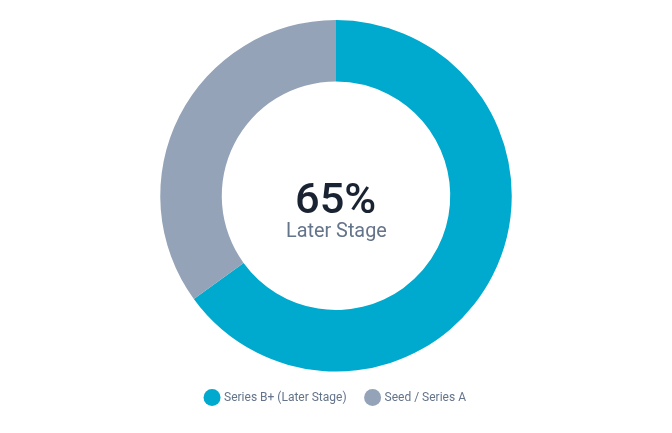 65%
Later Stage
Series B+ (Later Stage) Seed / Series A